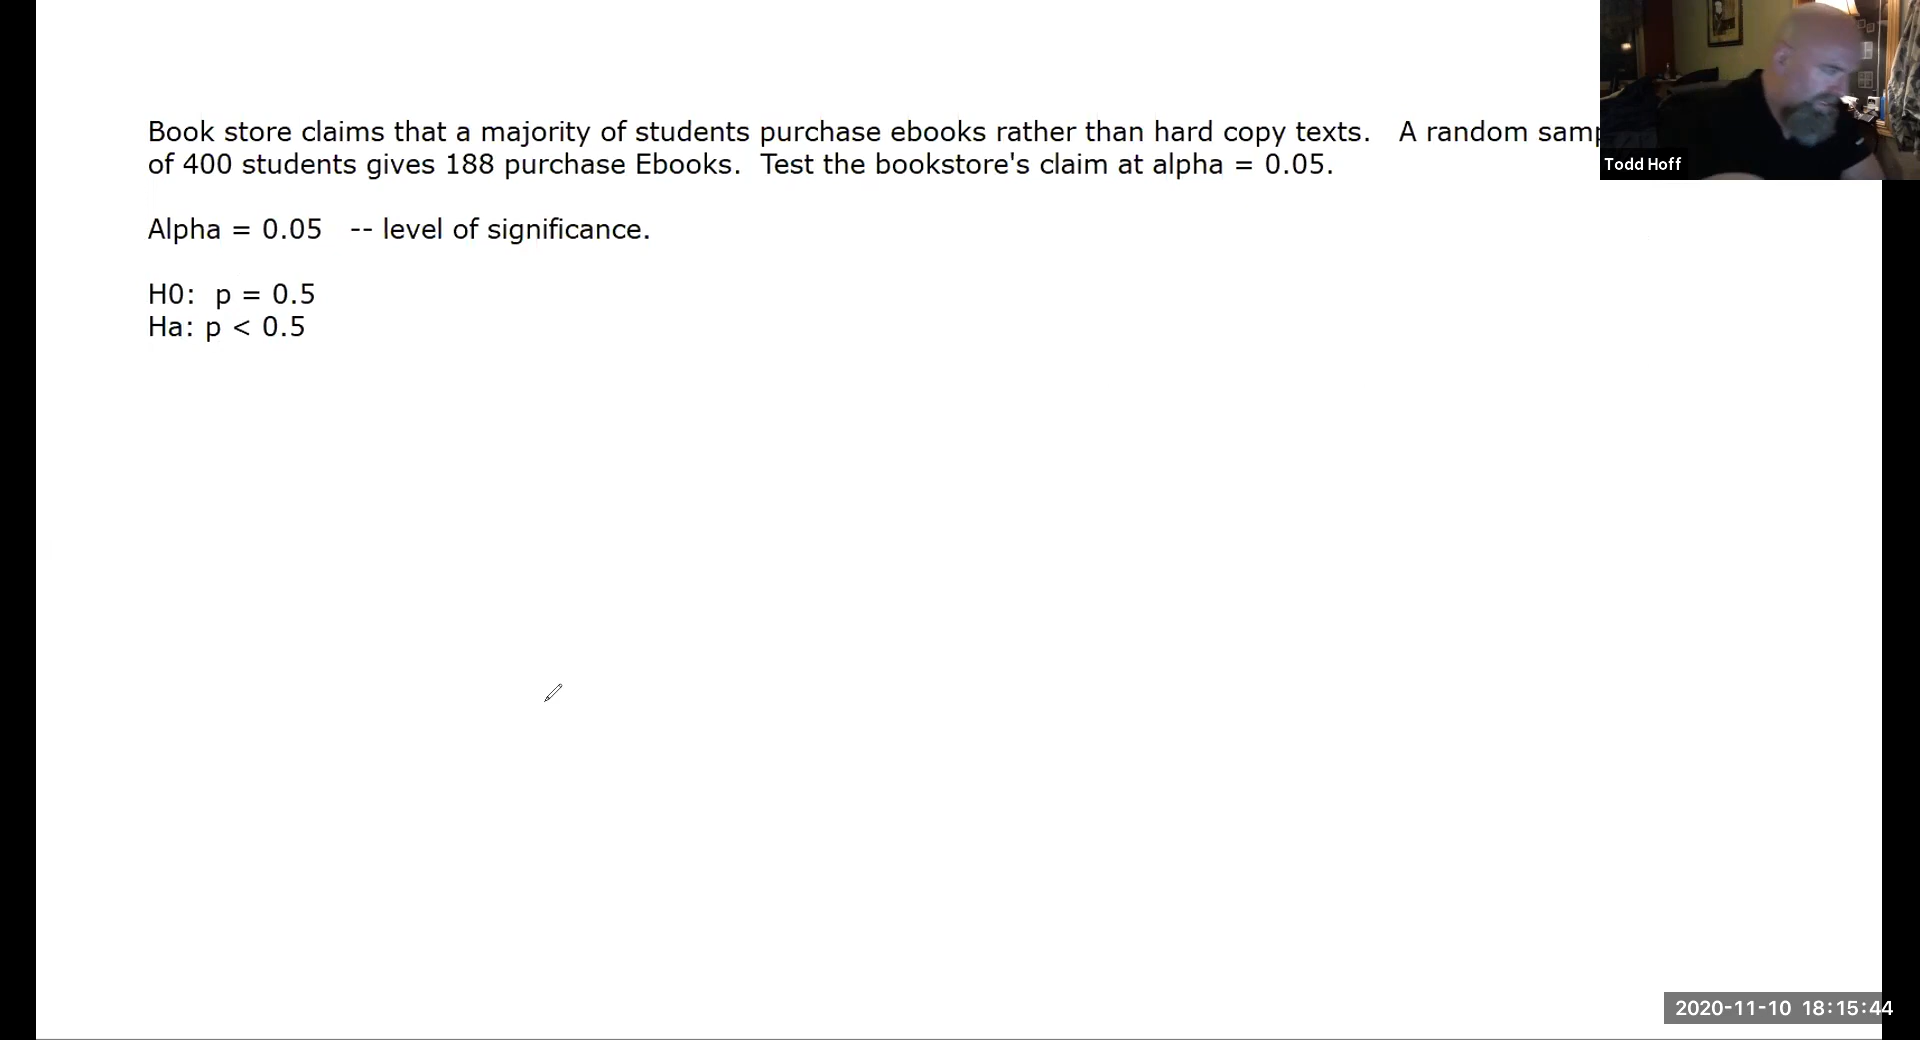 Book store claims that a majority of students purchase ebooks rather than hard copy texts. A random
of 400 students gives 188 purchase Ebooks. Test the bookstore's claim at alpha = 0.05.
Alpha = 0.05 -- level of significance.
H0: p = 0.5
Ha: p < 0.5
Todd Hoff
2020-11-10 18:15:44